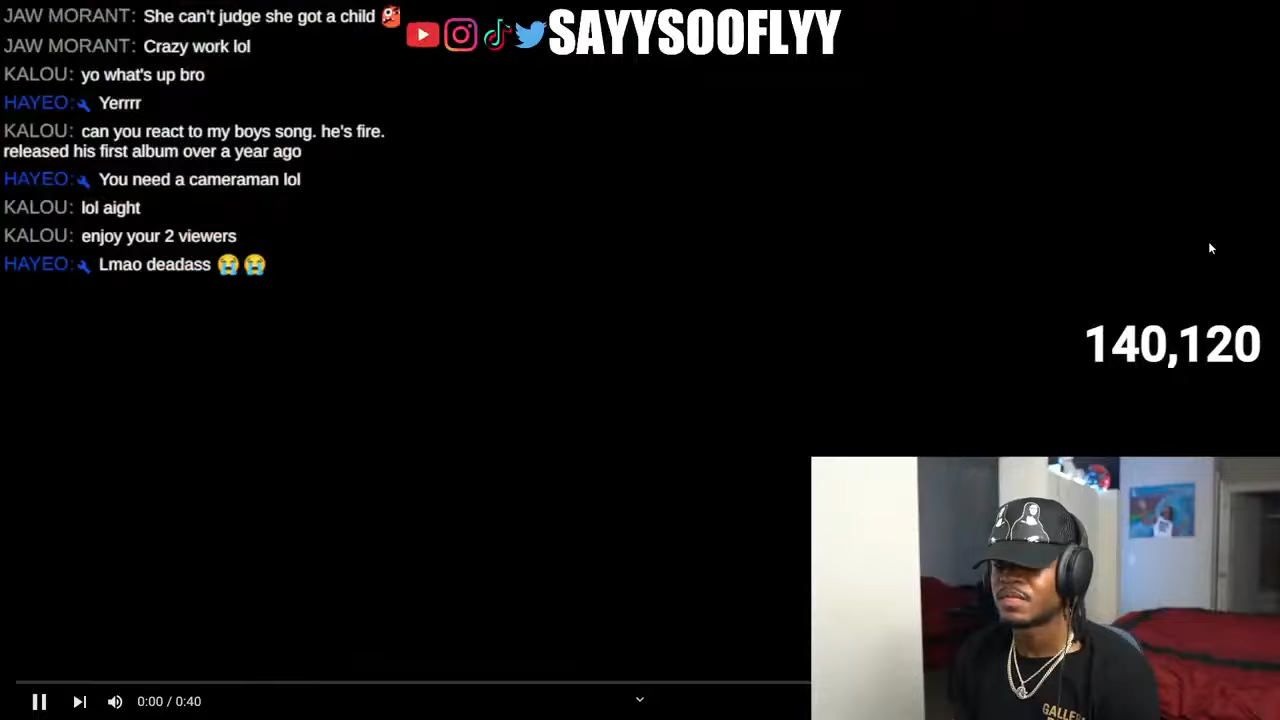 JAW MORANT: She can't judge she got a child
SAYYSOOFLYY
JAW MORANT: Crazy work lol
KALOU: yo what's up bro
HAYEO: Yerrrr
KALOU: can you react to my boys song. he's fire.
released his first album over a year ago
HAYEO: You need a cameraman lol
KALOU: lol aight
KALOU: enjoy your 2 viewers
HAYEO: Lmao deadass 😭😭
140,120
0:00 / 0:40